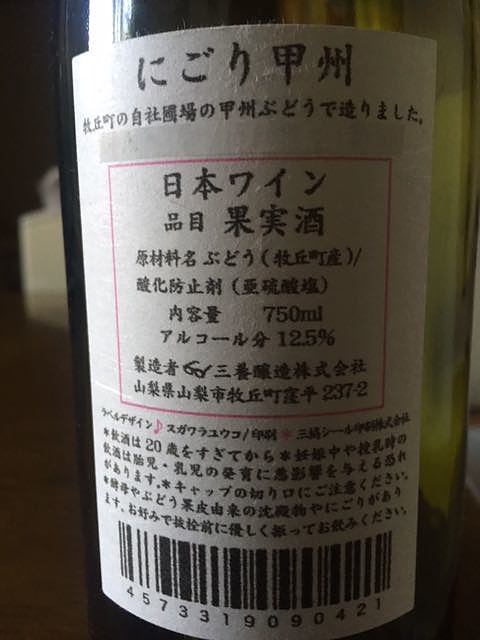 にごり甲州
牧丘町の自社圃場の甲州ぶどうで造りました。
日本ワイン
品目 果実酒
原材料名 ぶどう(牧丘町産)/
酸化防止剤(亜硫酸塩)
内容量 750ml
アルコール分 12.5%
製造者 三養醸造株式会社
山梨県山梨市牧丘町窪平 237-2
ラベルデザイン♪スガワラユウコ/印刷 * 三縞シール印刷株式会社
*飲酒は20歳をすぎてから *妊娠中や授乳時の
飲酒は胎児・乳児の発育に悪影響を与える恐れ
があります。*キャップの切り口にご注意ください。
*酵母やぶどう果皮由来の沈殿物やにごりがあり
ます、お好みで抜栓前に優しく振ってお飲みください。
4573319090421